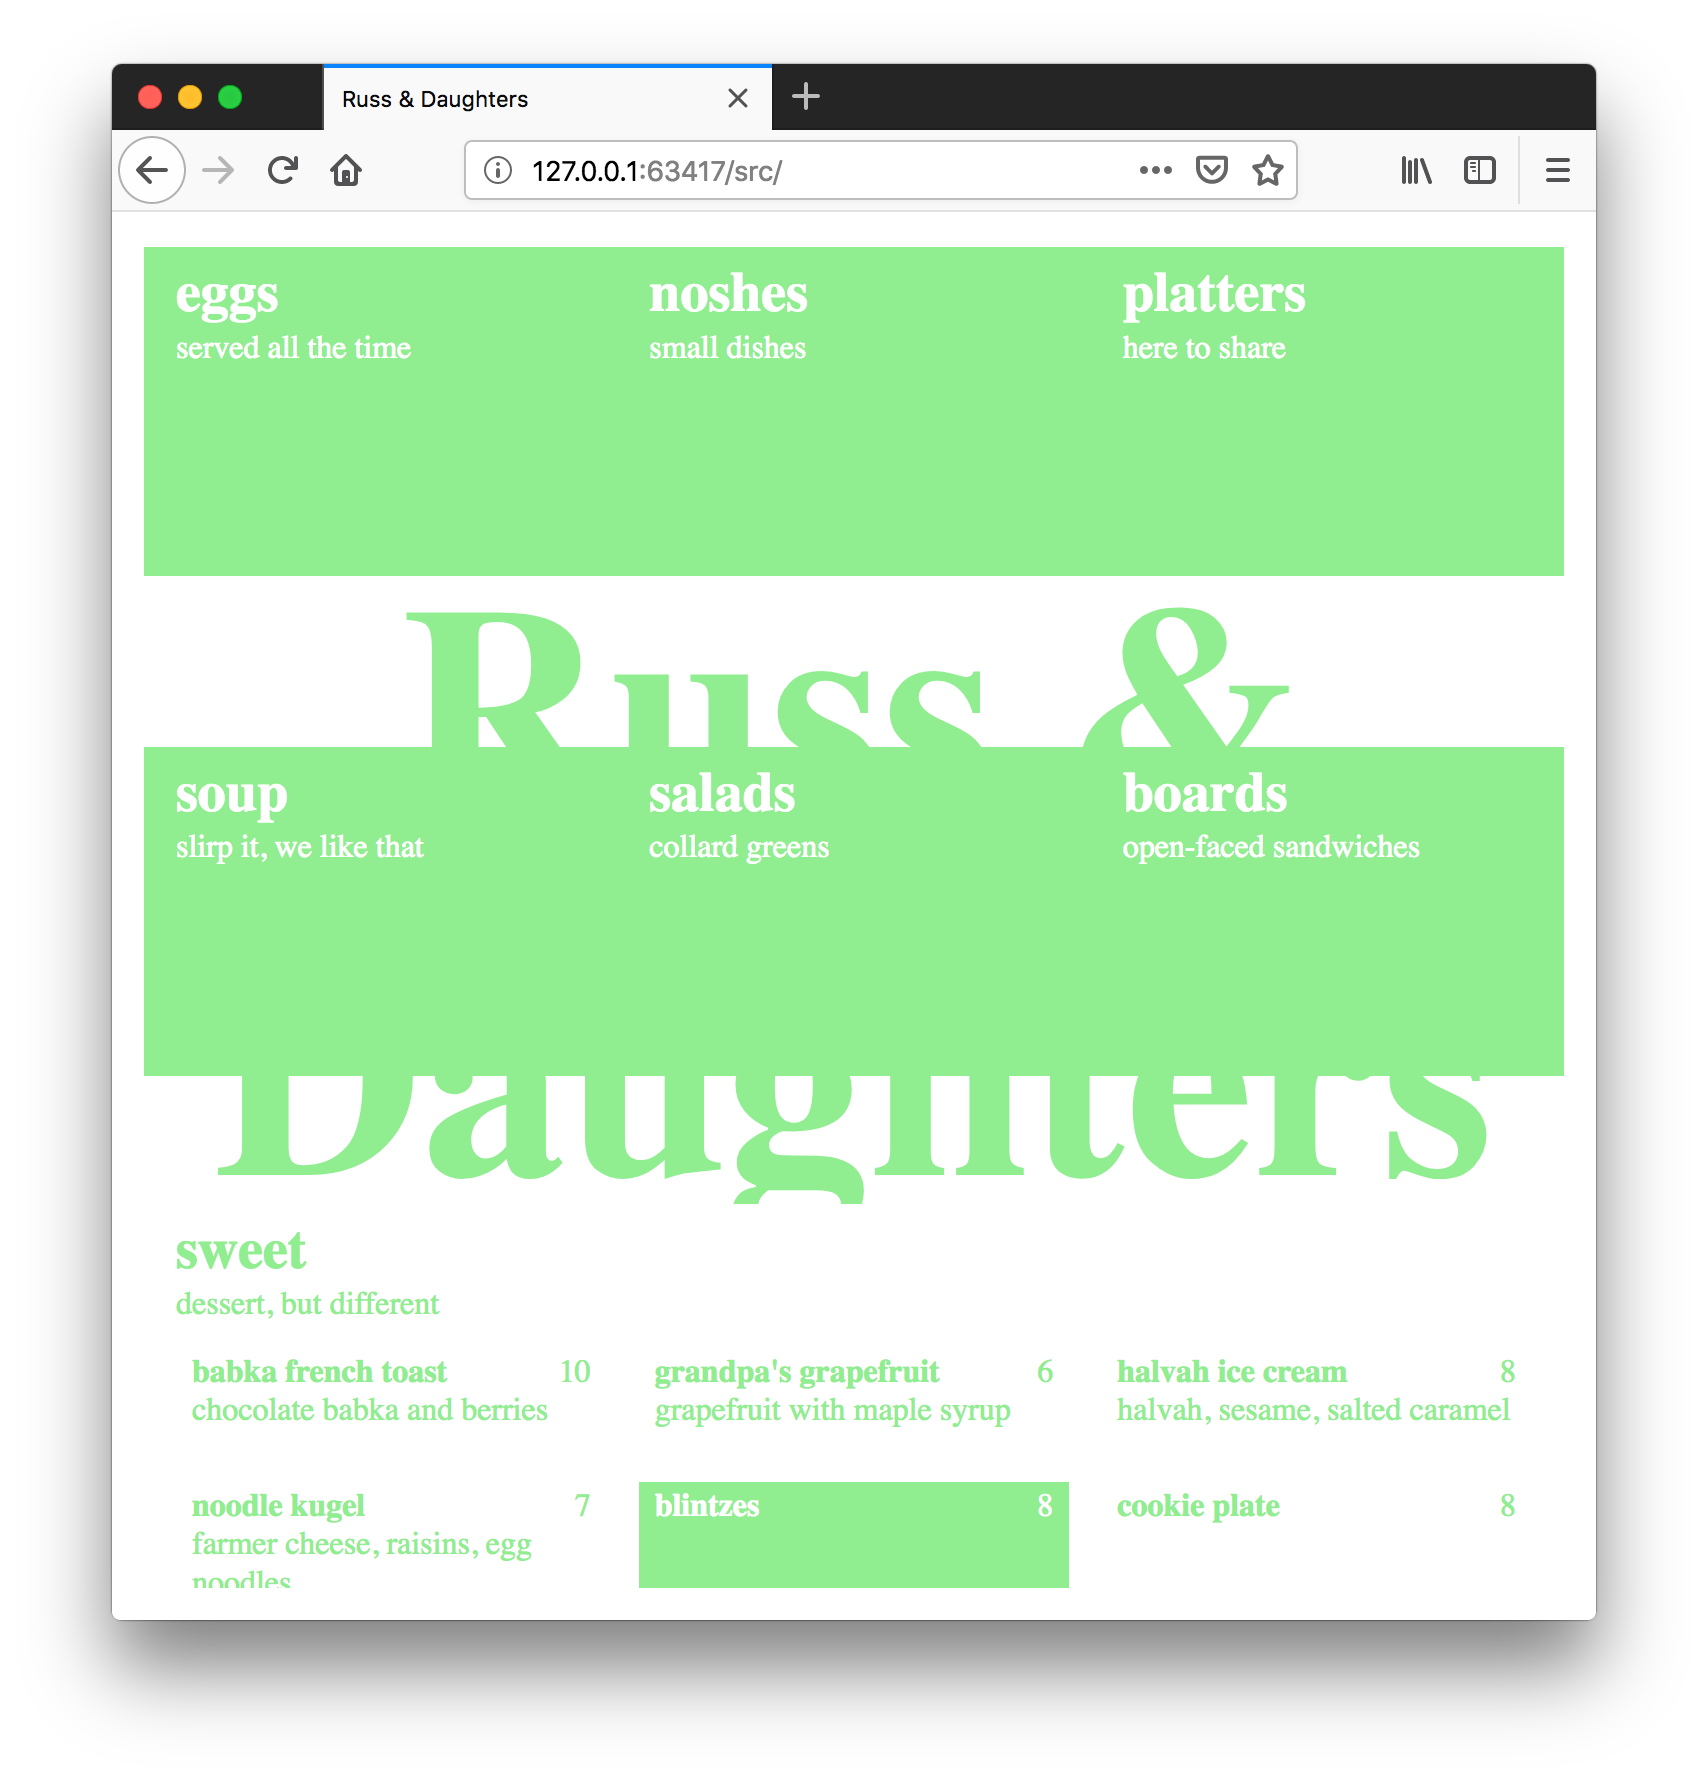 Russ & Daughters
127.0.0.1:63417/src/
eggs noshes platters
served all the time small dishes here to share
Russ &
soup salads boards
slirp it, we like that collard greens open-faced sandwiches
Daughters
sweet
dessert, but different
babka french toast 10 grandpa's grapefruit 6 halvah ice cream 8
chocolate babka and berries grapefruit with maple syrup halvah, sesame, salted caramel
noodle kugel 7 blintzes 8 cookie plate 8
farmer cheese, raisins, egg
noodles